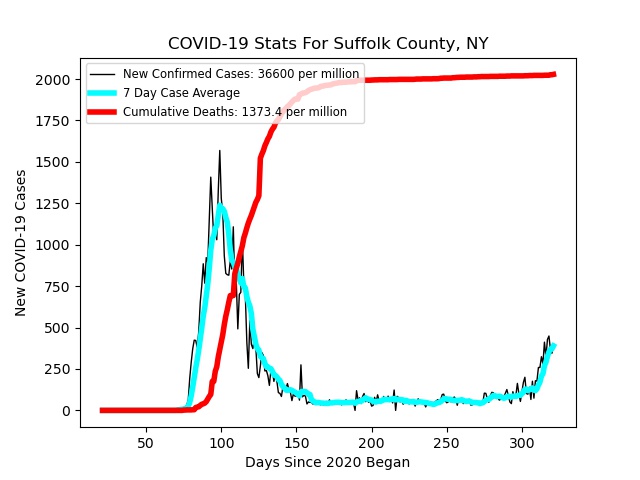 COVID-19 Stats For Suffolk County, NY
New Confirmed Cases: 36600 per million
7 Day Case Average
Cumulative Deaths: 1373.4 per million
New COVID-19 Cases
2000
1750
1500
1250
1000
750
500
250
0
50 100 150 200 250 300
Days Since 2020 Began